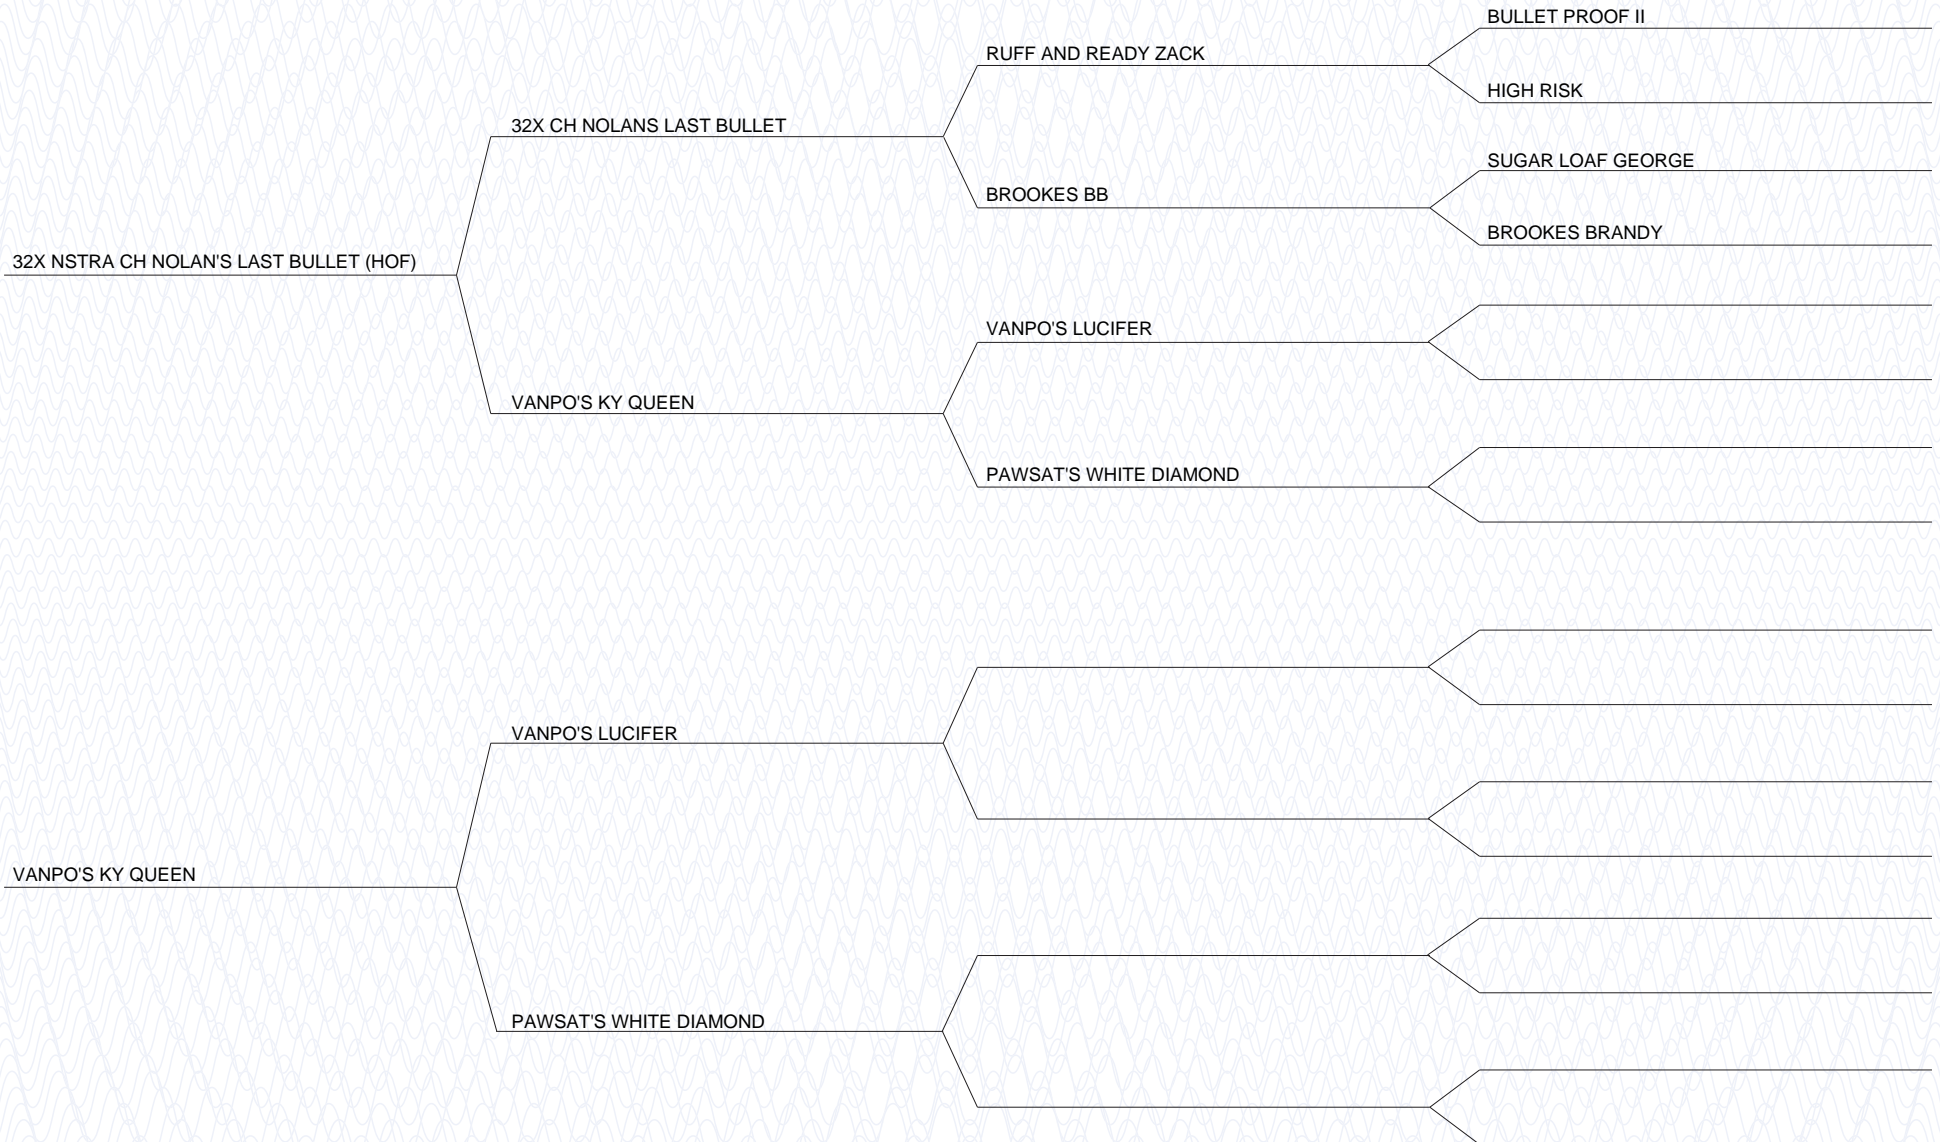 BULLET PROOF II
RUFF AND READY ZACK
HIGH RISK
32X CH NOLANS LAST BULLET
SUGAR LOAF GEORGE
BROOKES BB
BROOKES BRANDY
32X NSTRA CH NOLAN'S LAST BULLET (HOF)
VANPO'S LUCIFER
VANPO'S KY QUEEN
PAWSAT'S WHITE DIAMOND
VANPO'S LUCIFER
VANPO'S KY QUEEN
PAWSAT'S WHITE DIAMOND